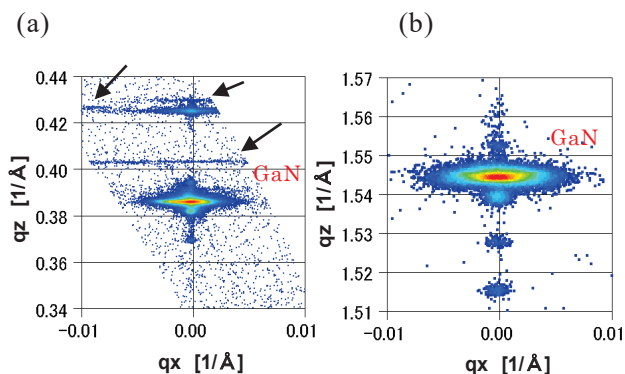 (a)
(b)
0.44
0.42
0.40
0.38
0.36
0.34
qz [1/Å]
GaN
−0.01
0.00
0.01
qx [1/Å]
1.57
1.56
1.55
1.54
1.53
1.52
1.51
qz [1/Å]
GaN
−0.01
0.00
0.01
qx [1/Å]